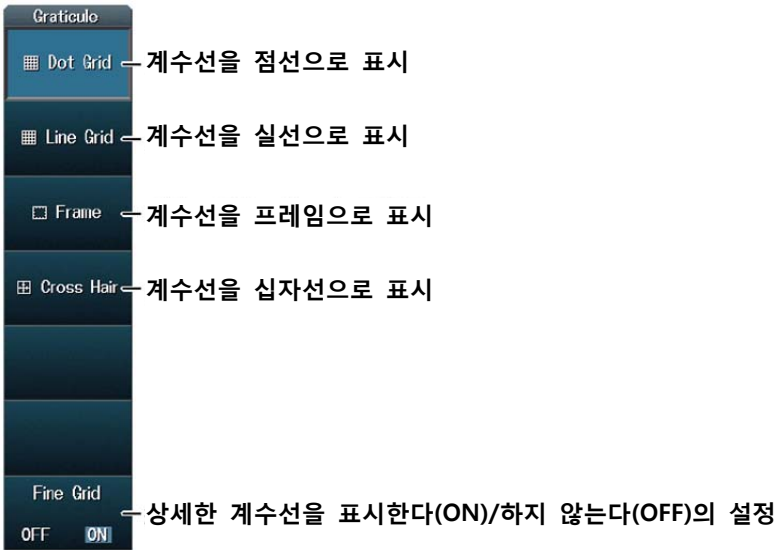 Graticule
Dot Grid 계수선을 점선으로 표시
Line Grid 계수선을 실선으로 표시
Frame 계수선을 프레임으로 표시
Cross Hair 계수선을 십자선으로 표시
Fine Grid
상세한 계수선을 표시한다(ON)/하지 않는다(OFF)의 설정
OFF ON